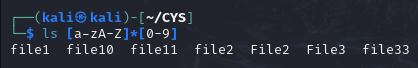 ┌──(kali㉿kali)-[~/CYS]
└─$ ls [a-zA-Z]*[0-9]
file1  file10  file11  file2  File2  File3  file33